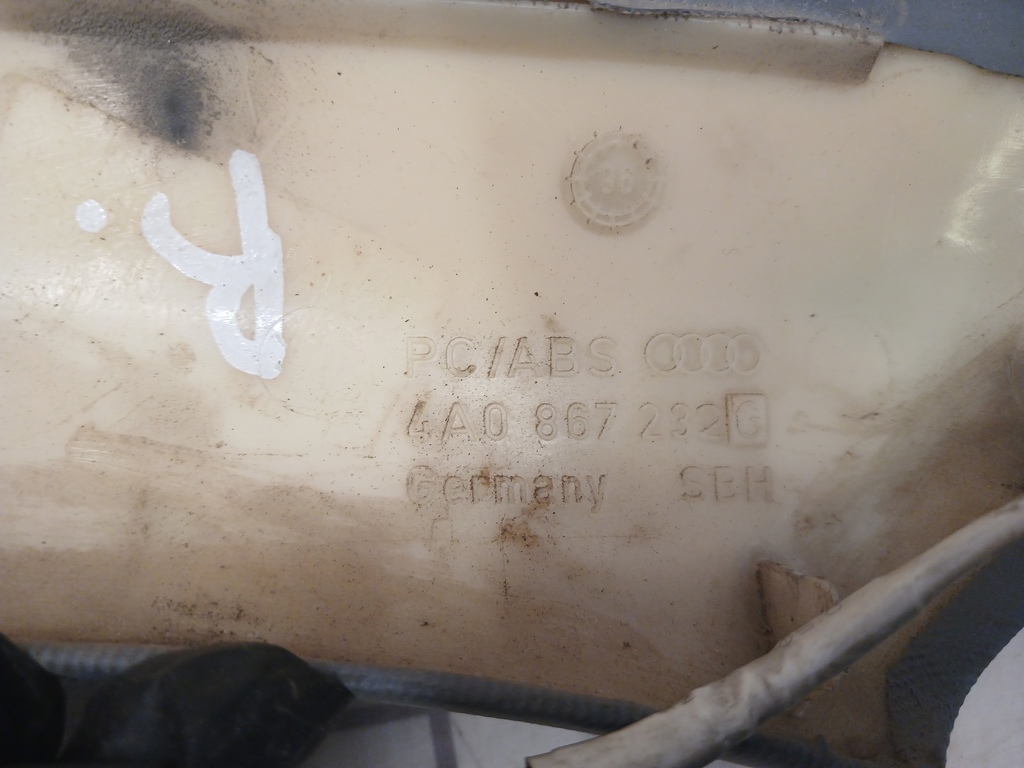 PC/ABS
4A0 867 232 G
Germany SBH